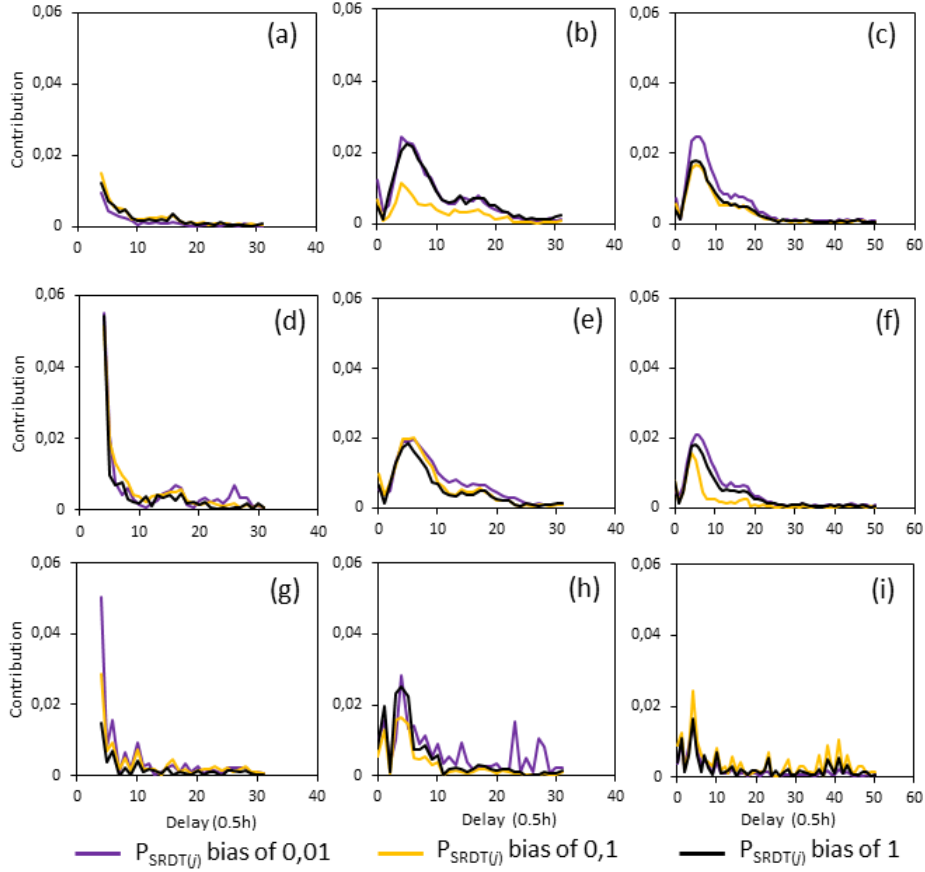 0,06 (a) 0,06 (b) 0,06 (c)
Contribution
0,04 0,04 0,04
0,02 0,02 0,02
0 0 0
0 10 20 30 40 0 10 20 30 40 0 10 20 30 40 50 60
0,06 (d) 0,06 (e) 0,06 (f)
Contribution
0,04 0,04 0,04
0,02 0,02 0,02
0 0 0
0 10 20 30 40 0 10 20 30 40 0 10 20 30 40 50 60
0,06 (g) 0,06 (h) 0,06 (i)
Contribution
0,04 0,04 0,04
0,02 0,02 0,02
0 0 0
0 10 20 30 40 0 10 20 30 40 0 10 20 30 40 50 60
Delay (0.5h) Delay (0.5h) Delay (0.5h)
PSRDT(j) bias of 0,01 PSRDT(j) bias of 0,1 PSRDT(j) bias of 1